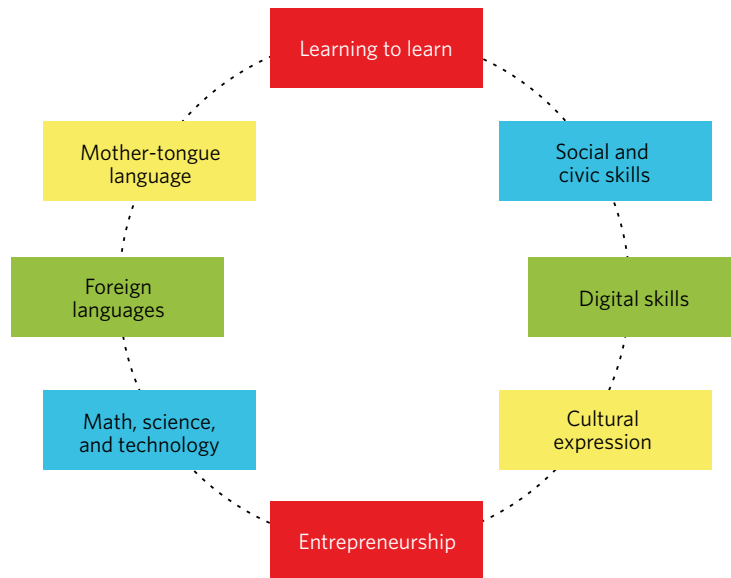 Learning to learn
Mother-tongue
language
Social and
civic skills
Foreign
languages
Digital skills
Math, science,
and technology
Cultural
expression
Entrepreneurship